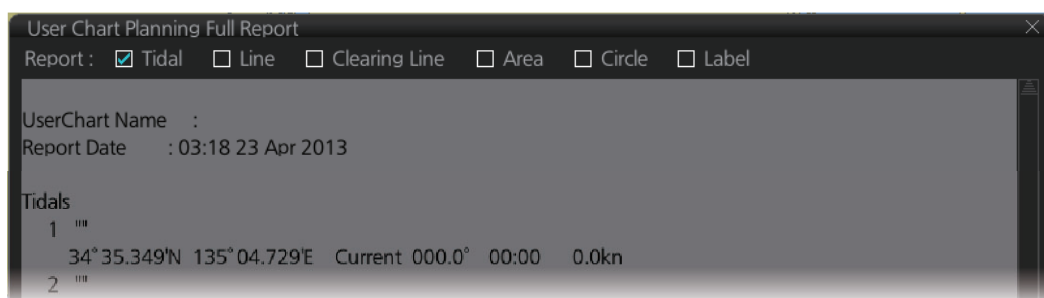 User Chart Planning Full Report
Report : Tidal Line Clearing Line Area Circle Label
UserChart Name :
Report Date : 03:18 23 Apr 2013
Tidals
1 ""
34°35.349'N 135°04.729'E Current 000.0° 00:00 0.0kn
2 ""